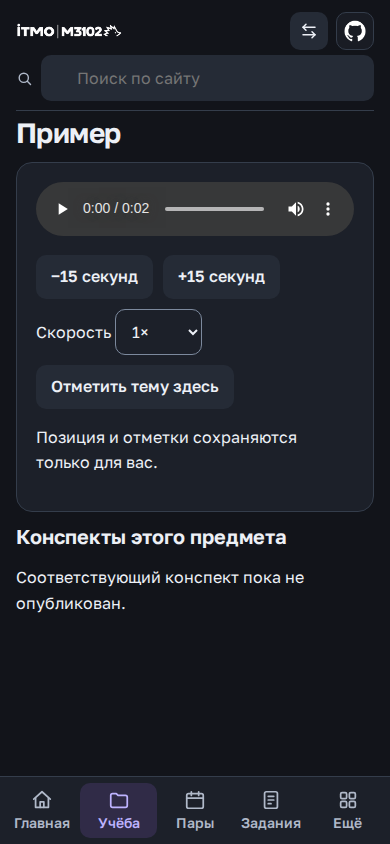 iTMO | M3102
Поиск по сайту
Пример
0:00 / 0:02
−15 секунд +15 секунд
Скорость 1×
Отметить тему здесь
Позиция и отметки сохраняются
только для вас.
Конспекты этого предмета
Соответствующий конспект пока не
опубликован.
Главная Учёба Пары Задания Ещё